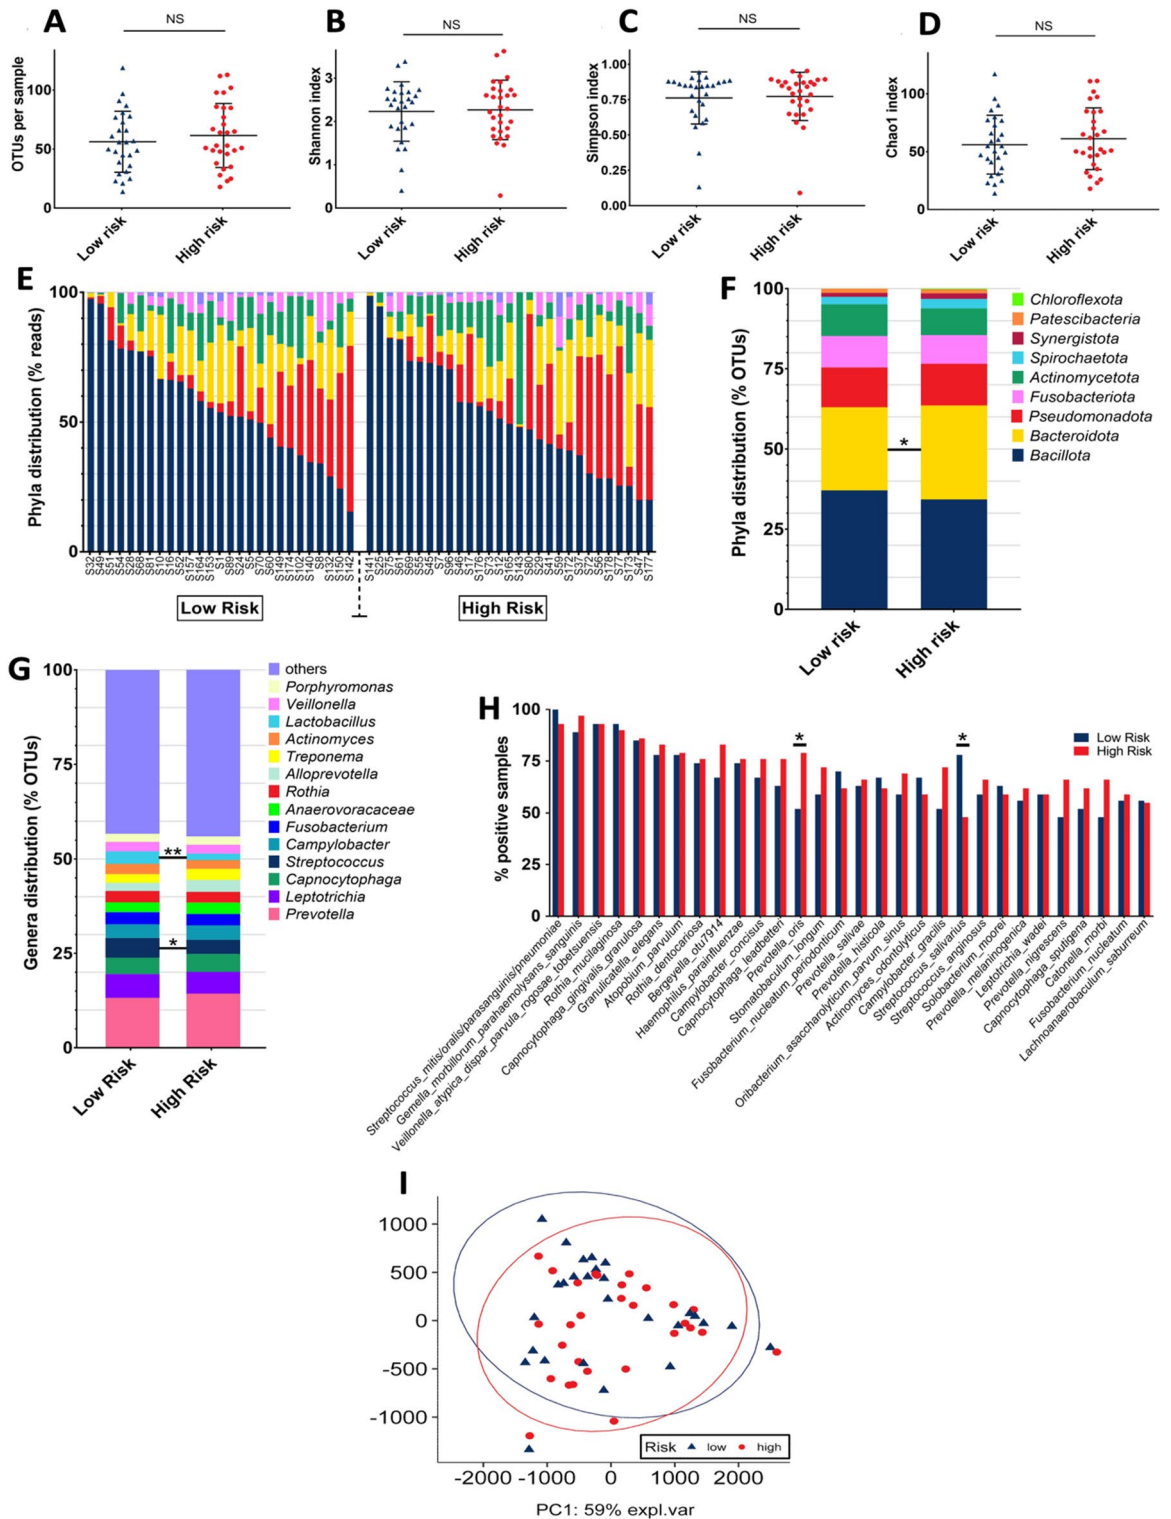 A
NS
OTUs per sample
100
50
0
Low risk
High risk
B
NS
Shannon index
3
2
1
0
Low risk
High risk
C
NS
Simpson index
1.00
0.75
0.50
0.25
0.00
Low risk
High risk
D
NS
Chao1 index
100
50
0
Low risk
High risk
E
Phyla distribution (% reads)
100
50
0
Low Risk
High Risk
F
Phyla distribution (% OTUs)
100
75
50
25
0
*
Low risk
High risk
Chloroflexota
Patescibacteria
Synergistota
Spirochaetota
Actinomycetota
Fusobacteriota
Pseudomonadota
Bacteroidota
Bacillota
G
Genera distribution (% OTUs)
100
75
50
25
0
**
*
Low Risk
High Risk
others
Porphyromonas
Veillonella
Lactobacillus
Actinomyces
Treponema
Alloprevotella
Rothia
Anaerovoracaceae
Fusobacterium
Campylobacter
Streptococcus
Capnocytophaga
Leptotrichia
Prevotella
H
% positive samples
100
75
50
25
0
*
*
Low Risk
High Risk
Streptococcus_mitis/oralis/parasanguinis/pneumoniae
Gemella_morbillorum_parahaemolysans_sanguinis
Veillonella_atypica_dispar_parvula_rogosae_tobetsuensis
Rothia_mucilaginosa
Capnocytophaga_gingivalis_granulosa
Granulicatella_elegans
Atopobium_parvulum
Rothia_dentocariosa
Bergeyella_otu7914
Haemophilus_parainfluenzae
Campylobacter_concisus
Capnocytophaga_leadbetteri
Prevotella_oris
Stomatobaculum_longum
Fusobacterium_nucleatum_periodonticum
Prevotella_salivae
Prevotella_histicola
Oribacterium_asaccharolyticum_parvum_sinus
Actinomyces_odontolyticus
Campylobacter_gracilis
Streptococcus_salivarius
Streptococcus_anginosus
Solobacterium_moorei
Prevotella_melaninogenica
Leptotrichia_wadei
Prevotella_nigrescens
Capnocytophaga_sputigena
Catonella_morbi
Fusobacterium_nucleatum
Lachnoanaerobaculum_saburreum
I
1000
500
0
-500
-1000
Risk low high
-2000 -1000 0 1000 2000
PC1: 59% expl.var